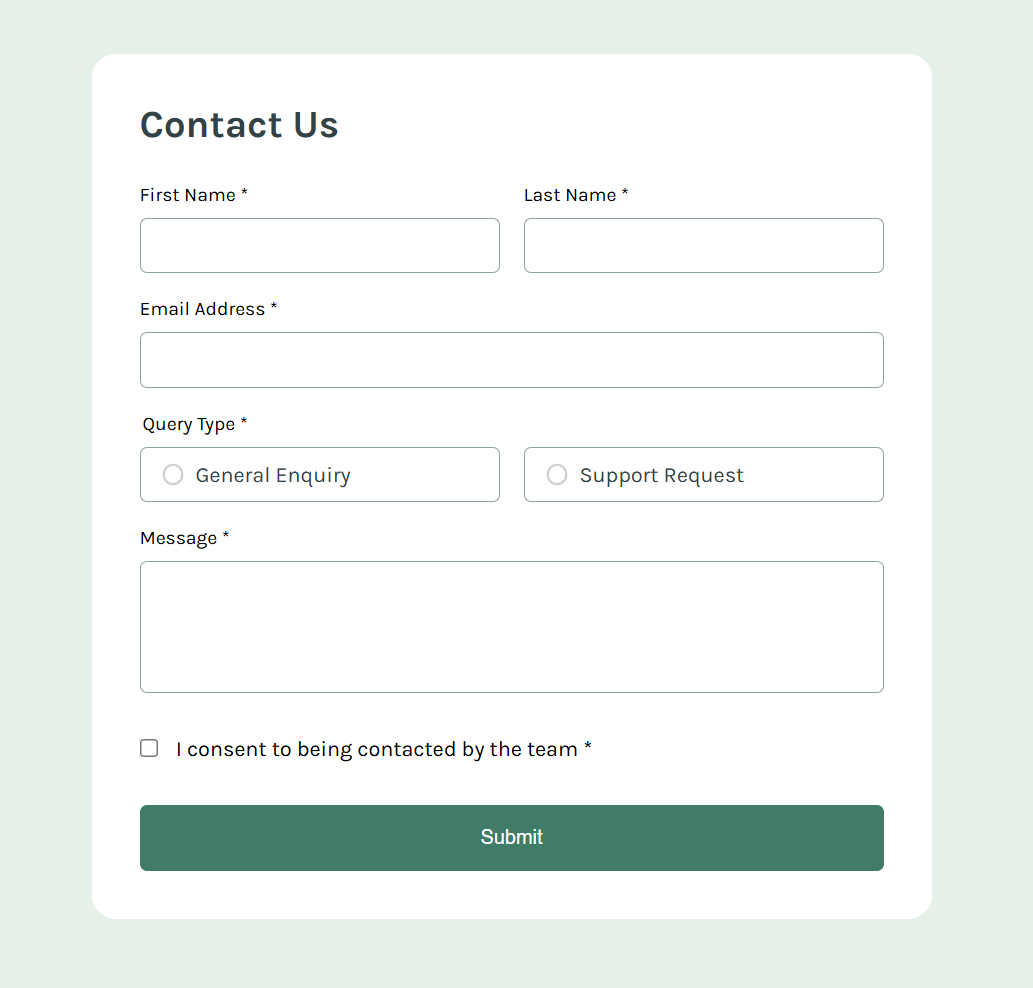 Contact Us
First Name *
Last Name *
Email Address *
Query Type *
General Enquiry
Support Request
Message *
I consent to being contacted by the team *
Submit